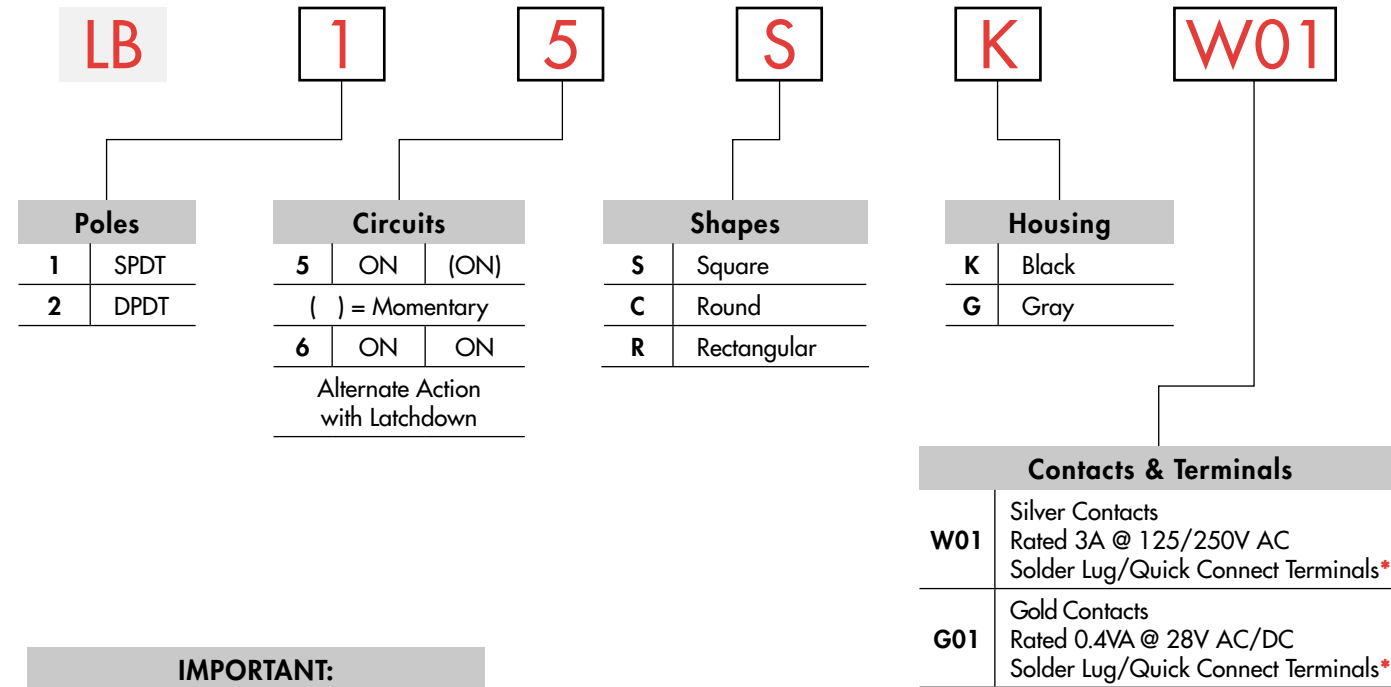 LB 1 5 S K W01
Poles
1 SPDT
2 DPDT
Circuits
5 ON (ON)
( ) = Momentary
6 ON ON
Alternate Action
with Latchdown
Shapes
S Square
C Round
R Rectangular
Housing
K Black
G Gray
Contacts & Terminals
W01
Silver Contacts
Rated 3A @ 125/250V AC
Solder Lug/Quick Connect Terminals*
G01
Gold Contacts
Rated 0.4VA @ 28V AC/DC
Solder Lug/Quick Connect Terminals*
IMPORTANT: